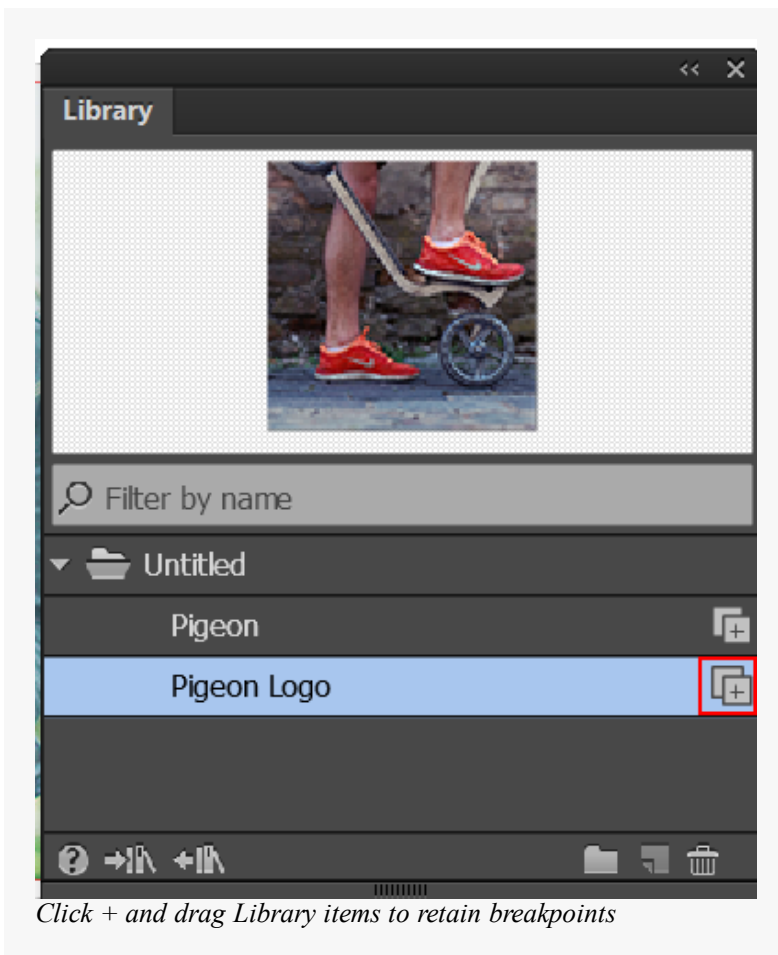 Library
Filter by name
Untitled
Pigeon
Pigeon Logo
Click + and drag Library items to retain breakpoints